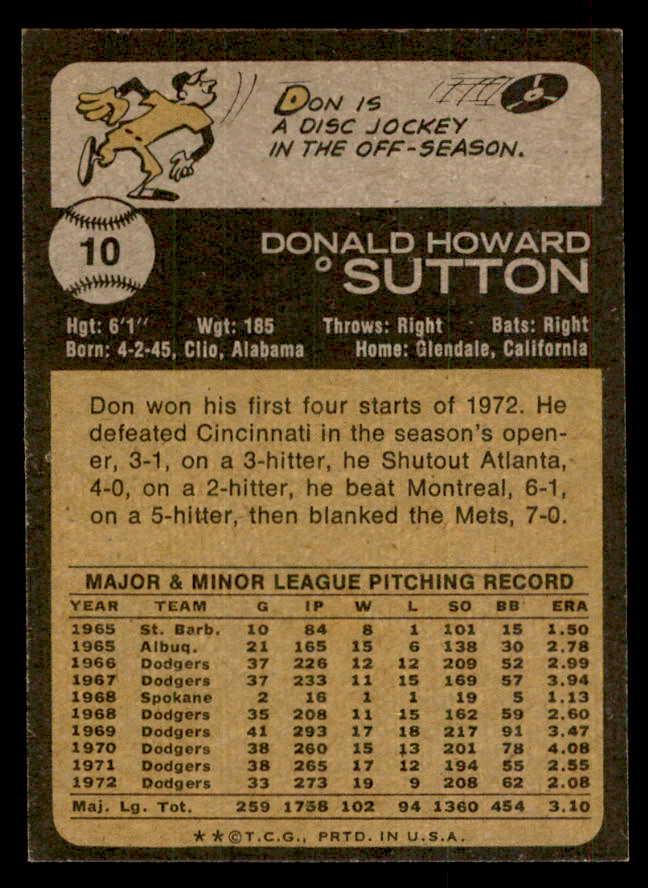 DON IS
A DISC JOCKEY
IN THE OFF-SEASON.
10
DONALD HOWARD
SUTTON
Hgt: 6'1" Wgt: 185 Throws: Right Bats: Right
Born: 4-2-45, Clio, Alabama Home: Glendale, California
Don won his first four starts of 1972. He
defeated Cincinnati in the season's open-
er, 3-1, on a 3-hitter, he Shutout Atlanta,
4-0, on a 2-hitter, he beat Montreal, 6-1,
on a 5-hitter, then blanked the Mets, 7-0.
MAJOR & MINOR LEAGUE PITCHING RECORD
YEAR TEAM G IP W L SO BB ERA
1965 St. Barb. 10 84 8 1 101 15 1.50
1965 Albuq. 21 165 15 6 138 30 2.78
1966 Dodgers 37 226 12 12 209 52 2.99
1967 Dodgers 37 233 11 15 169 57 3.94
1968 Spokane 2 16 1 1 19 5 1.13
1968 Dodgers 35 208 11 15 162 59 2.60
1969 Dodgers 41 293 17 18 217 91 3.47
1970 Dodgers 38 260 15 13 201 78 4.08
1971 Dodgers 38 265 17 12 194 55 2.55
1972 Dodgers 33 273 19 9 208 62 2.08
Maj. Lg. Tot. 259 1758 102 94 1360 454 3.10
**©T.C.G., PRTD. IN U.S.A.